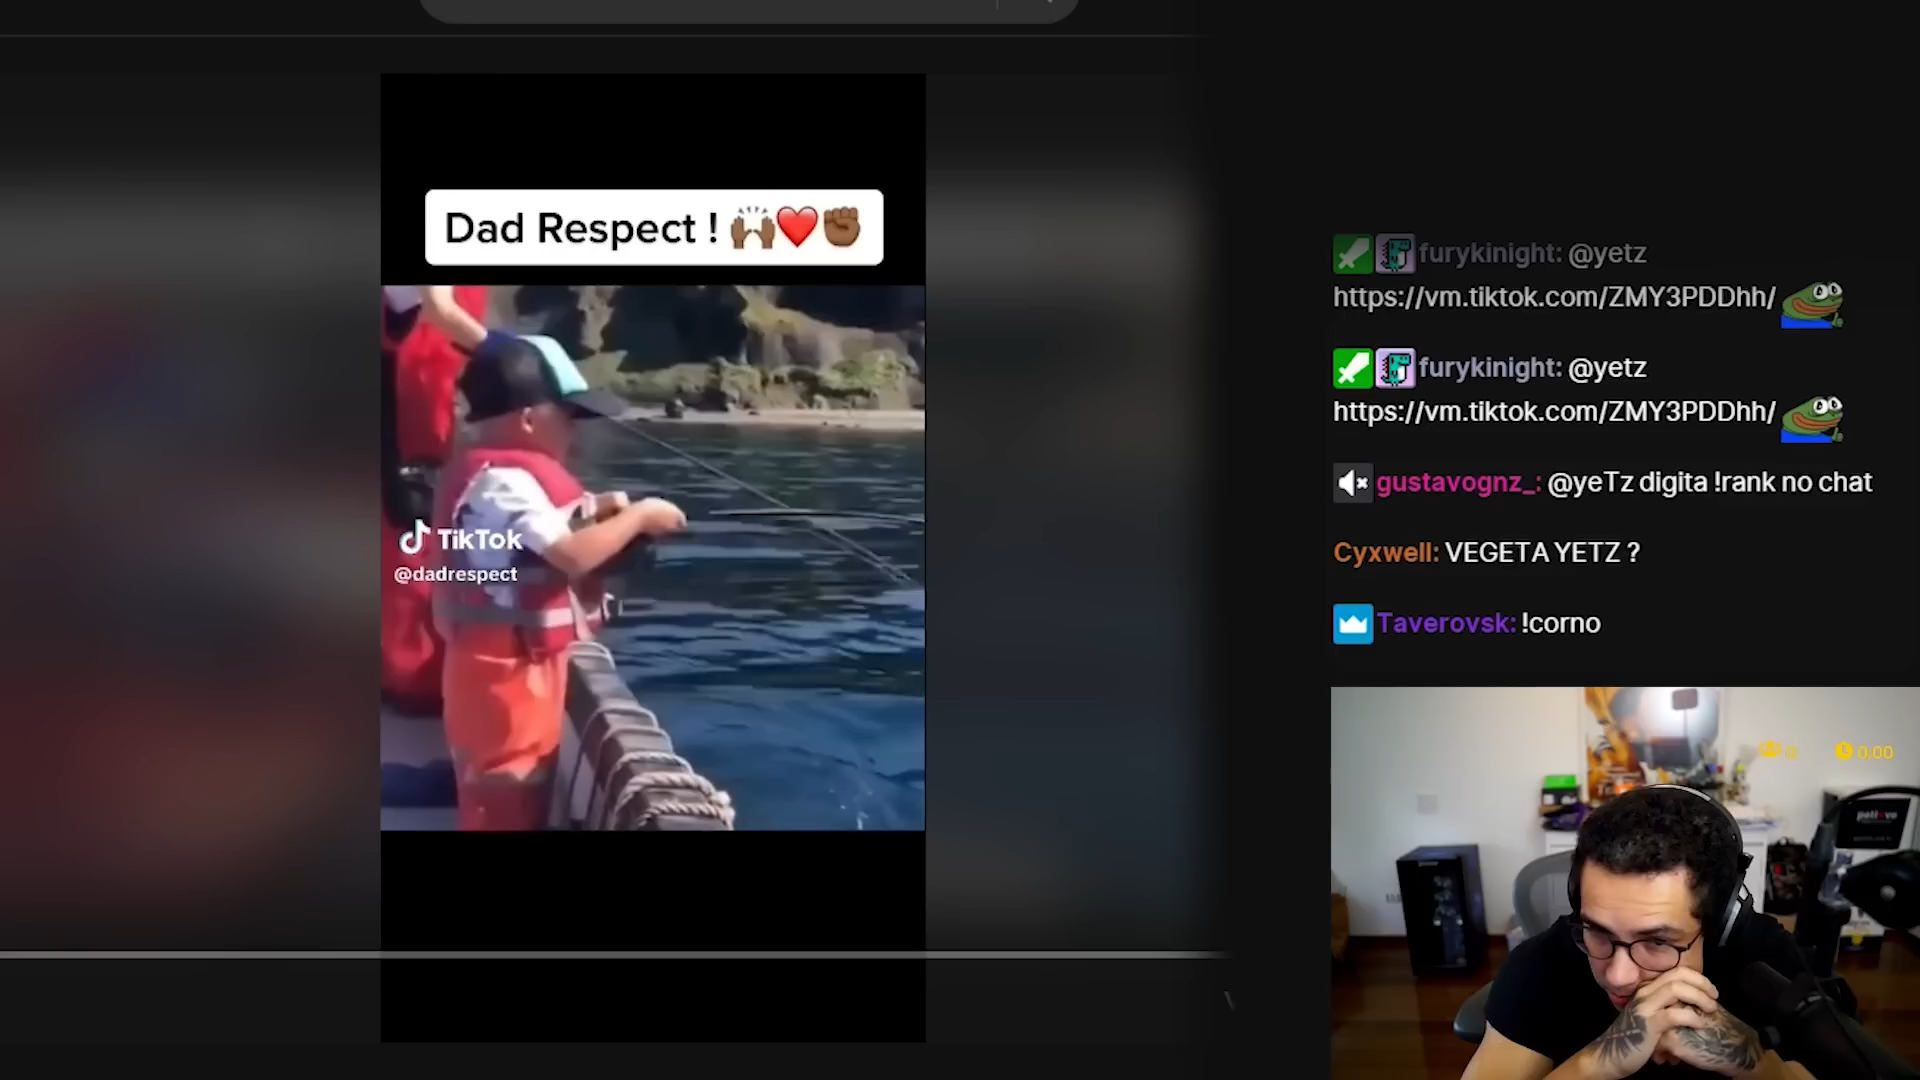 Dad Respect ! 🙌🏾❤️✊🏾
TikTok
@dadrespect
furykinight: @yetz
https://vm.tiktok.com/ZMY3PDDhh/
furykinight: @yetz
https://vm.tiktok.com/ZMY3PDDhh/
gustavognz_: @yeTz digita !rank no chat
Cyxwell: VEGETA YETZ ?
Taverovsk: !corno
0 0:00